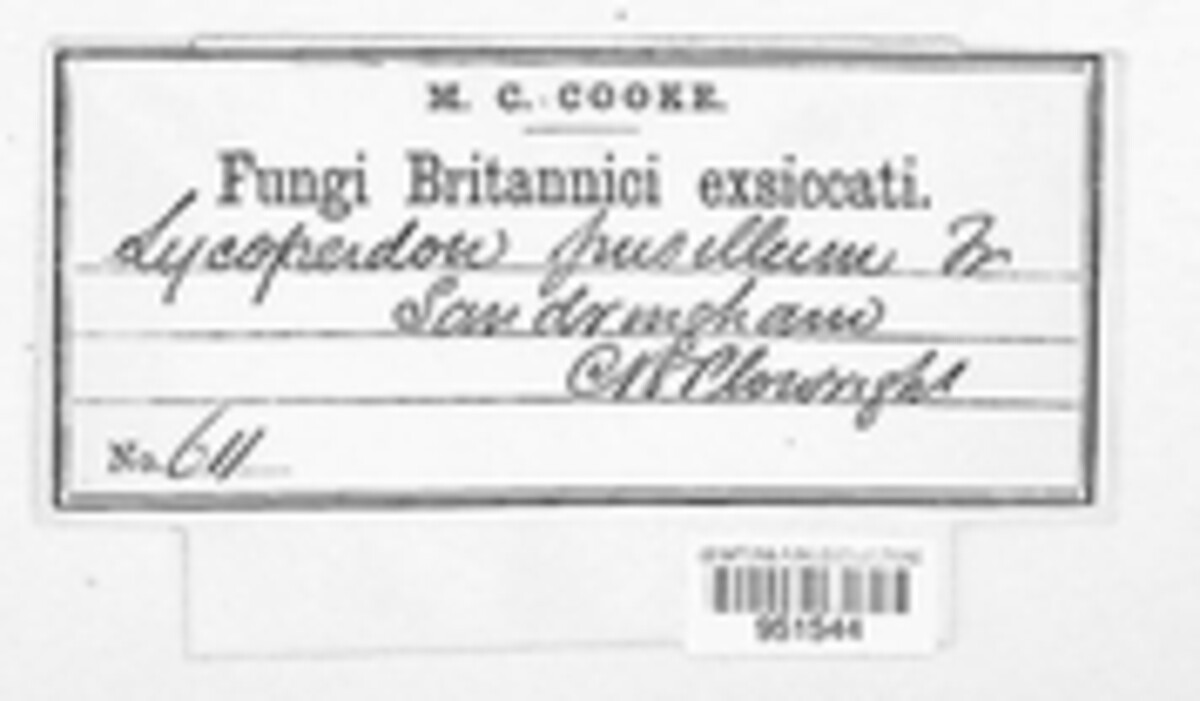 M. C. COOKE.
Fungi Britannici exsiccati.
Lycoperdon pusillum Fr
Sandringham
C B Plowright
No. 611
951544